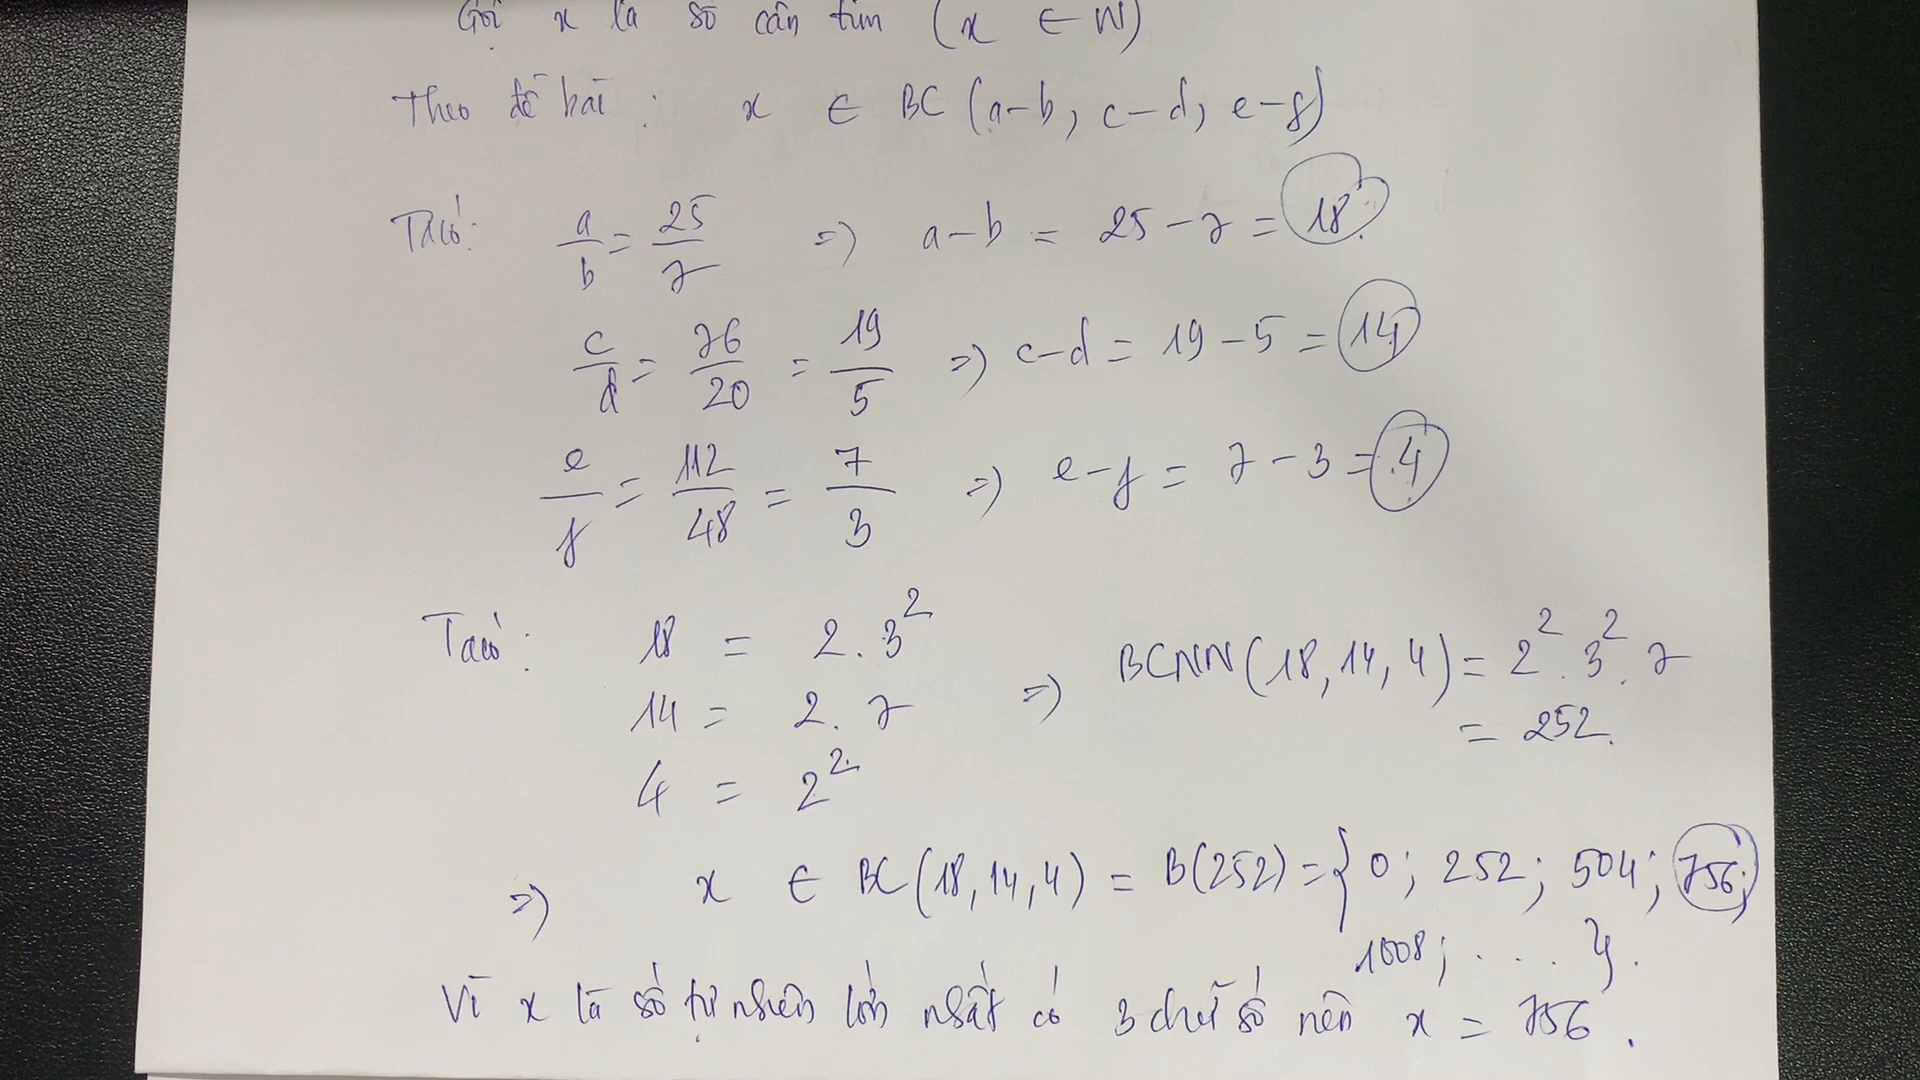 Gọi x là số cần tìm (x ∈ N)
Theo đề bài : x ∈ BC (a-b, c-d, e-f)
Ta có: a/b = 25/7 => a-b = 25-7 = 18.
c/d = 76/20 = 19/5 => c-d = 19-5 = 14
e/f = 112/48 = 7/3 => e-f = 7-3 = 4
Ta có: 18 = 2.3²
14 = 2.7
4 = 2²
=> BCNN(18,14,4) = 2².3².7
= 252.
=> x ∈ BC(18,14,4) = B(252) = {0; 252; 504; 756;
1008; ....}.
Vì x là số tự nhiên lớn nhất có 3 chữ số nên x = 756.